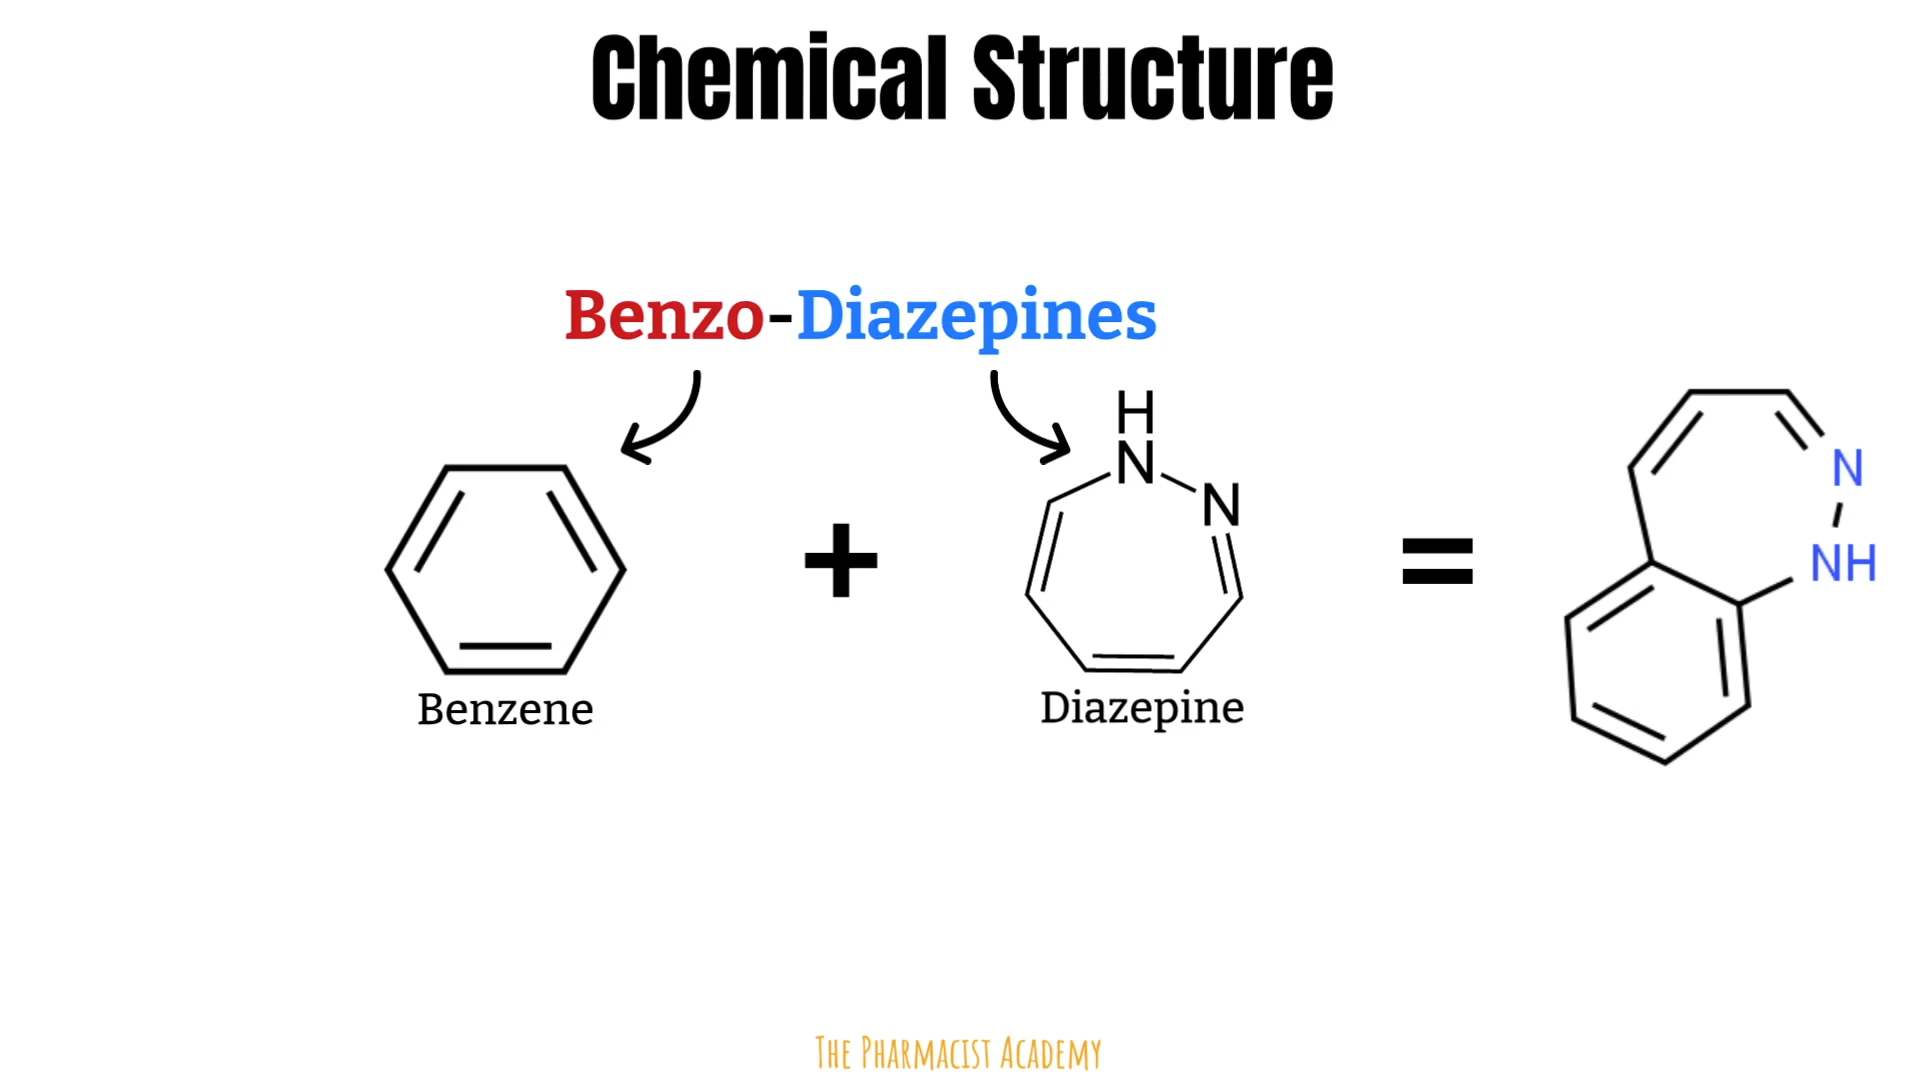 Chemical Structure
Benzo-Diazepines
H
N
N
+
=
N
NH
Benzene
Diazepine
The Pharmacist Academy